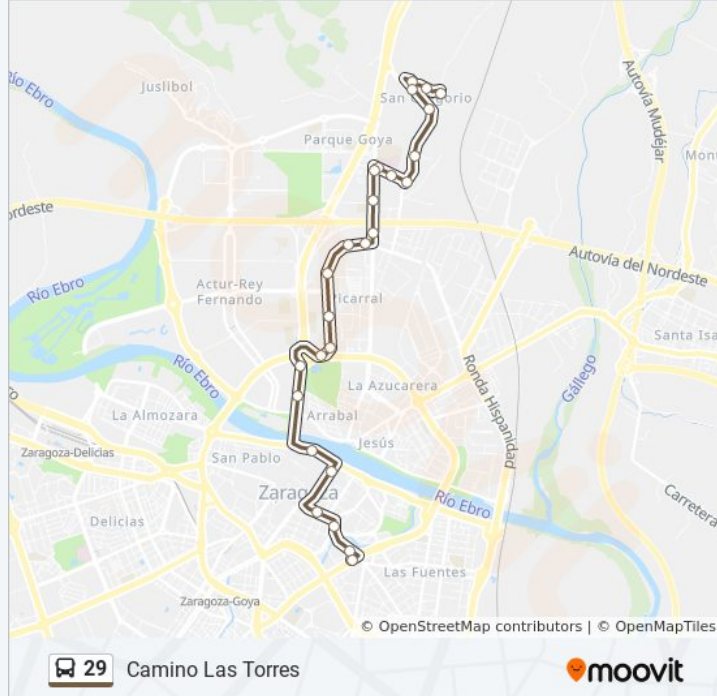 Río Ebro
Juslibol
San Gregorio
Autovía Mudéjar
Parque Goya
Mont
ordeste
Autovía del Nordeste
Río Ebro
Actur-Rey
Fernando
Picarral
Santa Isa
Río Ebro
Gállego
Ronda Hispanidad
La Azucarera
La Almozara
Arrabal
Jesús
Zaragoza-Delicias
San Pablo
Zaragoza
Río Ebro
Carretera
Delicias
Las Fuentes
Zaragoza-Goya
© OpenStreetMap contributors | © OpenMapTiles
29 Camino Las Torres
moovit